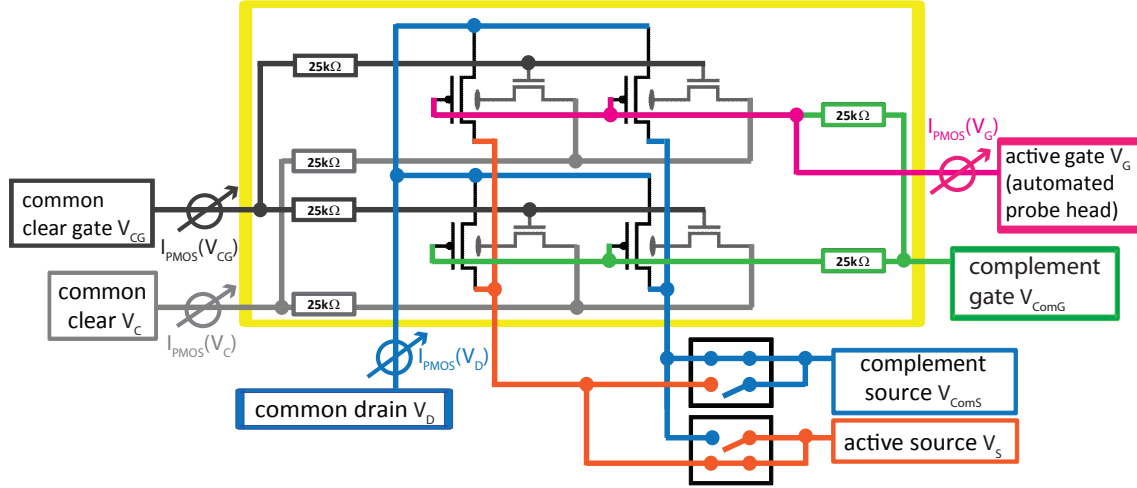 25kΩ
25kΩ
I_PMOS(V_G)
active gate V_G
(automated
probe head)
25kΩ
common
clear gate V_CG
I_PMOS(V_CG)
25kΩ
25kΩ
complement
gate V_ComG
common
clear V_C
I_PMOS(V_C)
25kΩ
I_PMOS(V_D)
common drain V_D
complement
source V_ComS
active source V_S